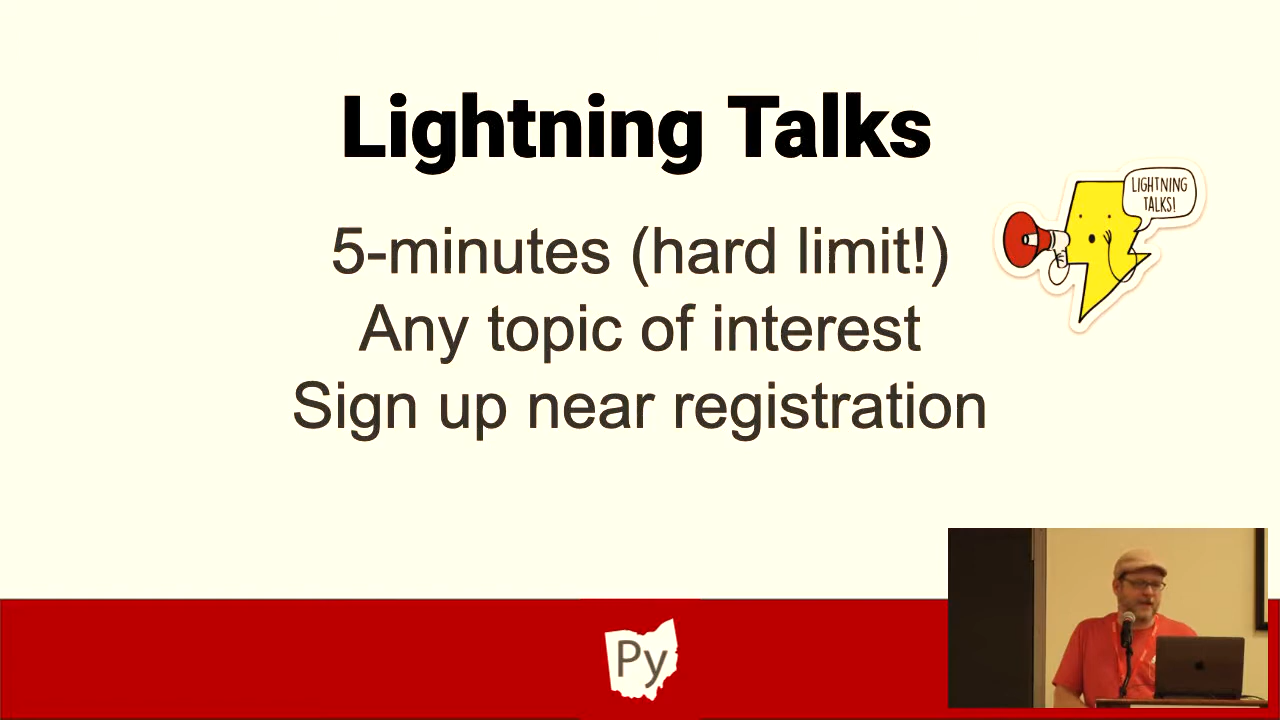 Lightning Talks
LIGHTNING
TALKS!
5-minutes (hard limit!)
Any topic of interest
Sign up near registration
Py